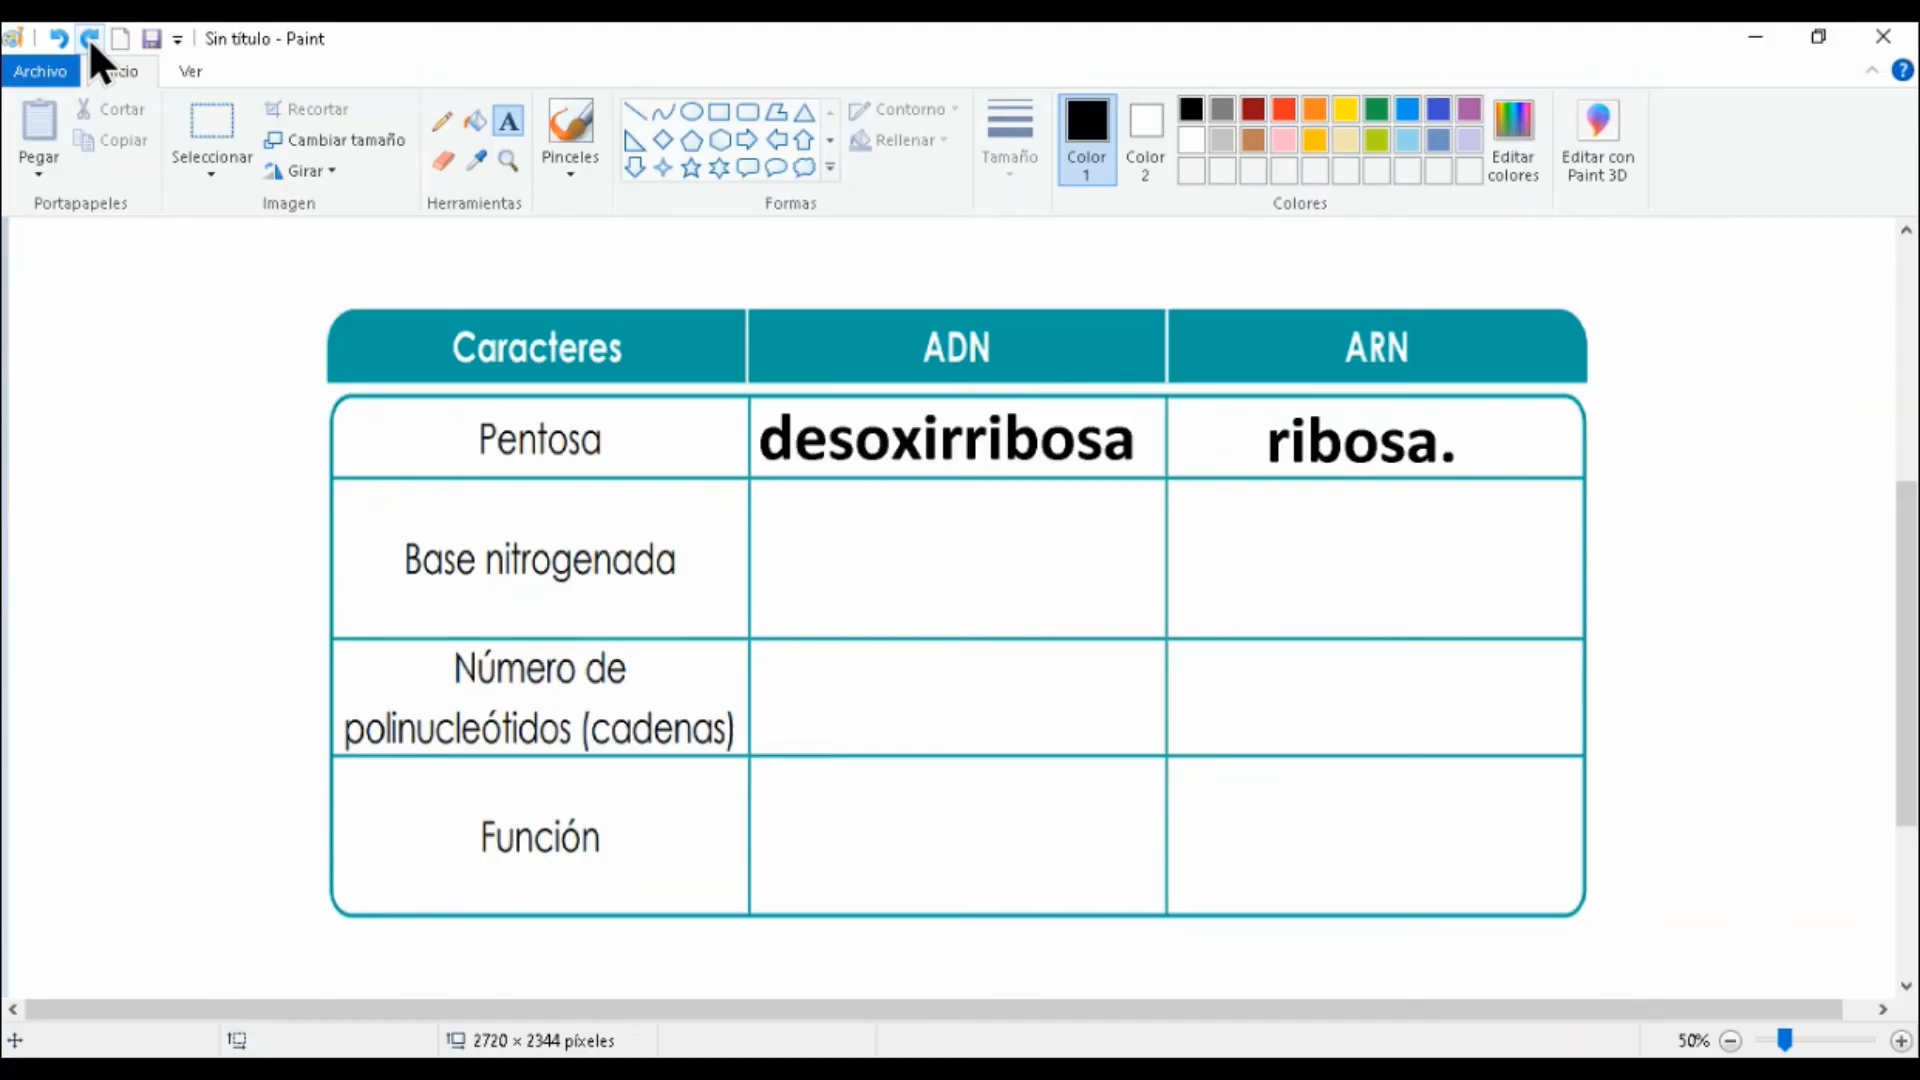 Sin título - Paint
Archivo
Inicio
Ver
Pegar
Cortar
Copiar
Portapapeles
Seleccionar
Recortar
Cambiar tamaño
Girar
Imagen
A
Herramientas
Pinceles
Contorno
Rellenar
Formas
Tamaño
Color
1
Color
2
Editar
colores
Colores
Editar con
Paint 3D
?
Caracteres ADN ARN
Pentosa desoxirribosa ribosa.
Base nitrogenada
Número de
polinucleótidos (cadenas)
Función
2720 × 2344 píxeles
50%